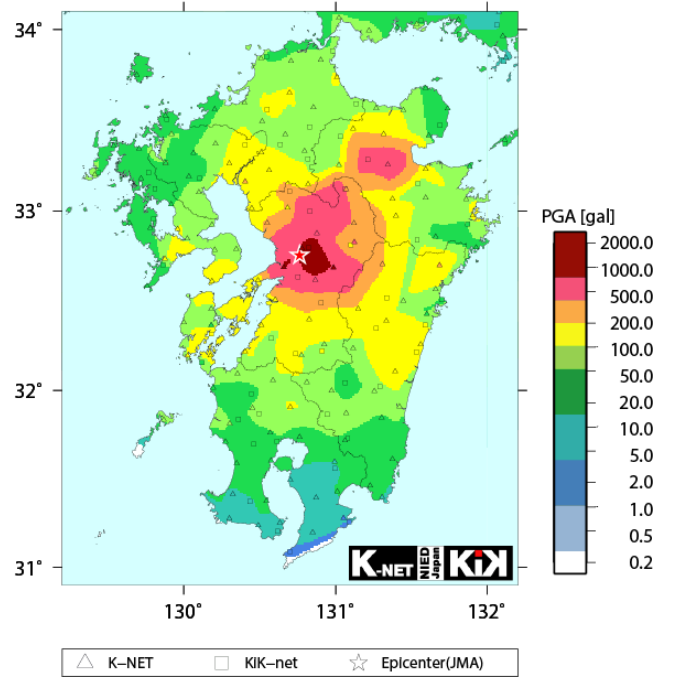 34°
33°
32°
31°
130°
131°
132°
PGA [gal]
2000.0
1000.0
500.0
200.0
100.0
50.0
20.0
10.0
5.0
2.0
1.0
0.5
0.2
K-NET
NIED
Japan
KiK
K–NET
KIK–net
Epicenter(JMA)